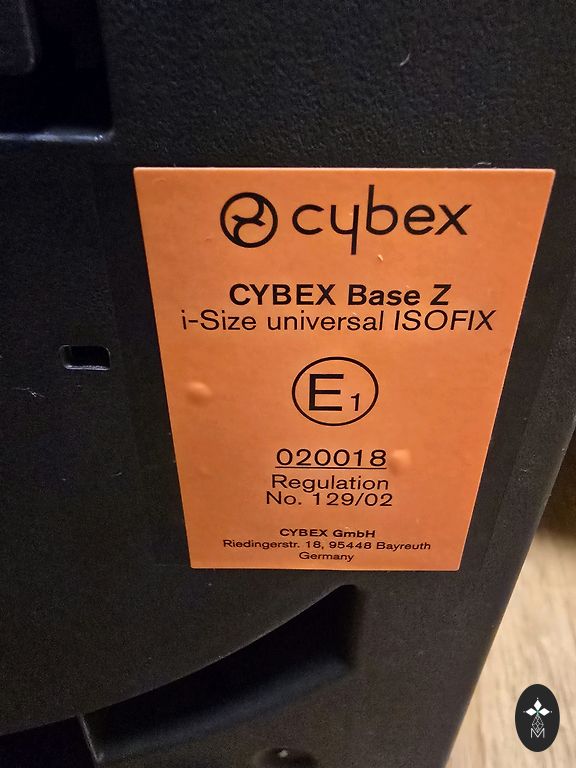 cybex
CYBEX Base Z
i-Size universal ISOFIX
E1
020018
Regulation
No. 129/02
CYBEX GmbH
Riedingerstr. 18, 95448 Bayreuth
Germany
M